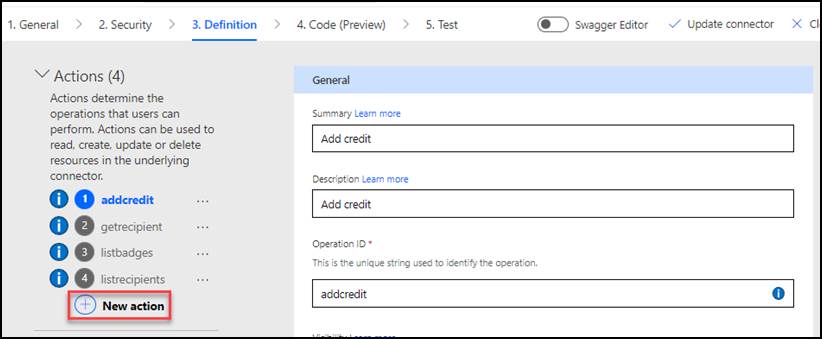 1. General > 2. Security > 3. Definition > 4. Code (Preview) > 5. Test Swagger Editor Update connector
Actions (4)
Actions determine the
operations that users can
perform. Actions can be used to
read, create, update or delete
resources in the underlying
connector.
i 1 addcredit ...
i 2 getrecipient ...
i 3 listbadges ...
i 4 listrecipients ...
New action
General
Summary Learn more
Add credit
Description Learn more
Add credit
Operation ID *
This is the unique string used to identify the operation.
addcredit i
Visibility Learn more